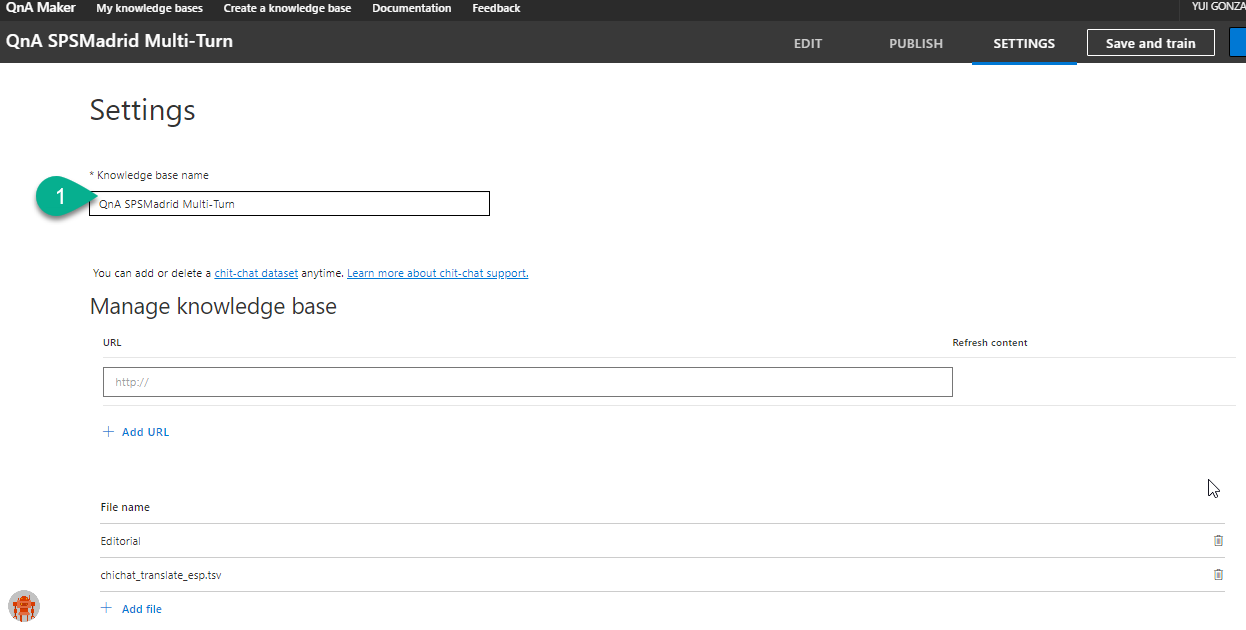 QnA Maker My knowledge bases Create a knowledge base Documentation Feedback YUI GONZA
QnA SPSMadrid Multi-Turn EDIT PUBLISH SETTINGS Save and train
Settings
* Knowledge base name
1
QnA SPSMadrid Multi-Turn
You can add or delete a chit-chat dataset anytime. Learn more about chit-chat support.
Manage knowledge base
URL Refresh content
http://
+ Add URL
File name
Editorial
chichat_translate_esp.tsv
+ Add file